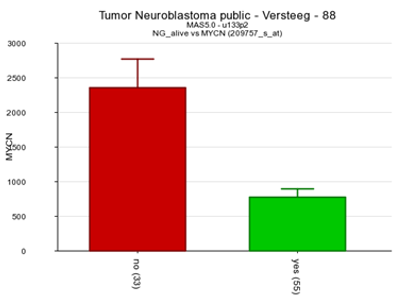 Tumor Neuroblastoma public - Versteeg - 88
MAS5.0 - u133p2
NG_alive vs MYCN (209757_s_at)
3000
2500
2000
1500
1000
500
0
MYCN
no (33)
yes (55)